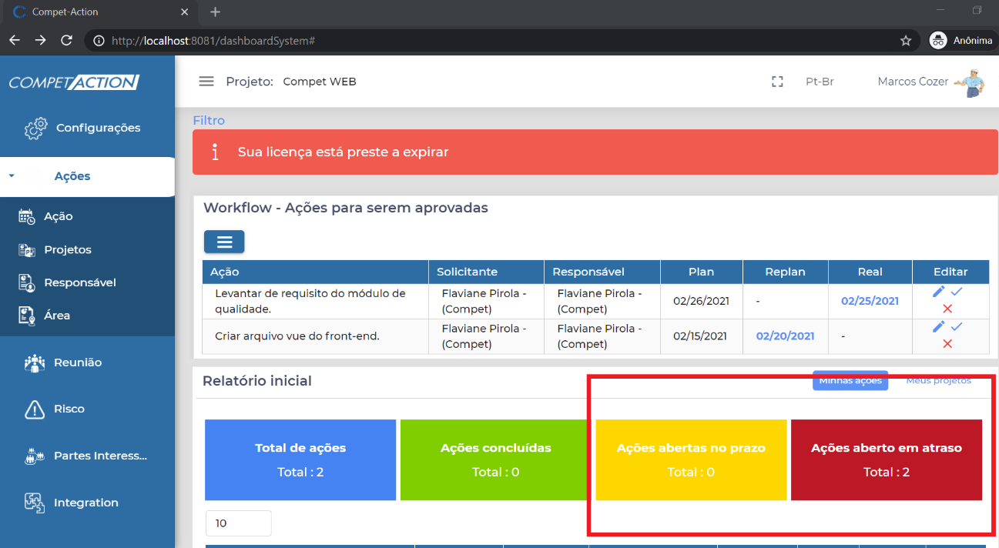 Compet-Action
http://localhost:8081/dashboardSystem#
Anônima
COMPETACTION
Projeto: Compet WEB
Pt-Br
Marcos Cozer
Configurações
Ações
Ação
Projetos
Responsável
Área
Reunião
Risco
Partes Interess...
Integration
Filtro
Sua licença está preste a expirar
Workflow - Ações para serem aprovadas
Ação Solicitante Responsável Plan Replan Real Editar
Levantar de requisito do módulo de qualidade. Flaviane Pirola - (Compet) Flaviane Pirola - (Compet) 02/26/2021 - 02/25/2021
Criar arquivo vue do front-end. Flaviane Pirola - (Compet) Flaviane Pirola - (Compet) 02/15/2021 02/20/2021 -
Relatório inicial
Minhas ações
Meus projetos
Total de ações
Total : 2
Ações concluídas
Total : 0
Ações abertas no prazo
Total : 0
Ações aberto em atraso
Total : 2
10